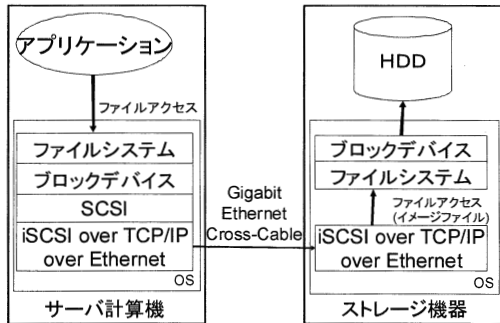 アプリケーション
ファイルアクセス
ファイルシステム
ブロックデバイス
SCSI
iSCSI over TCP/IP
over Ethernet
OS
サーバ計算機
Gigabit
Ethernet
Cross-Cable
HDD
ブロックデバイス
ファイルシステム
ファイルアクセス
(イメージファイル)
iSCSI over TCP/IP
over Ethernet
OS
ストレージ機器